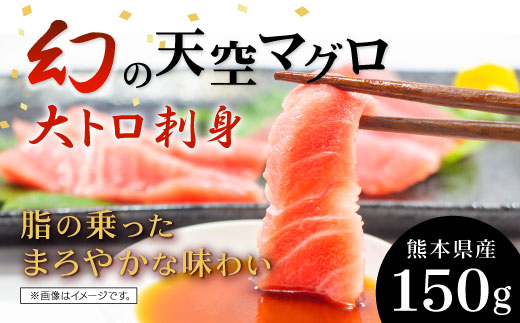 幻の天空マグロ
大トロ刺身
脂の乗った
まろやかな味わい
※画像はイメージです。
熊本県産
150g